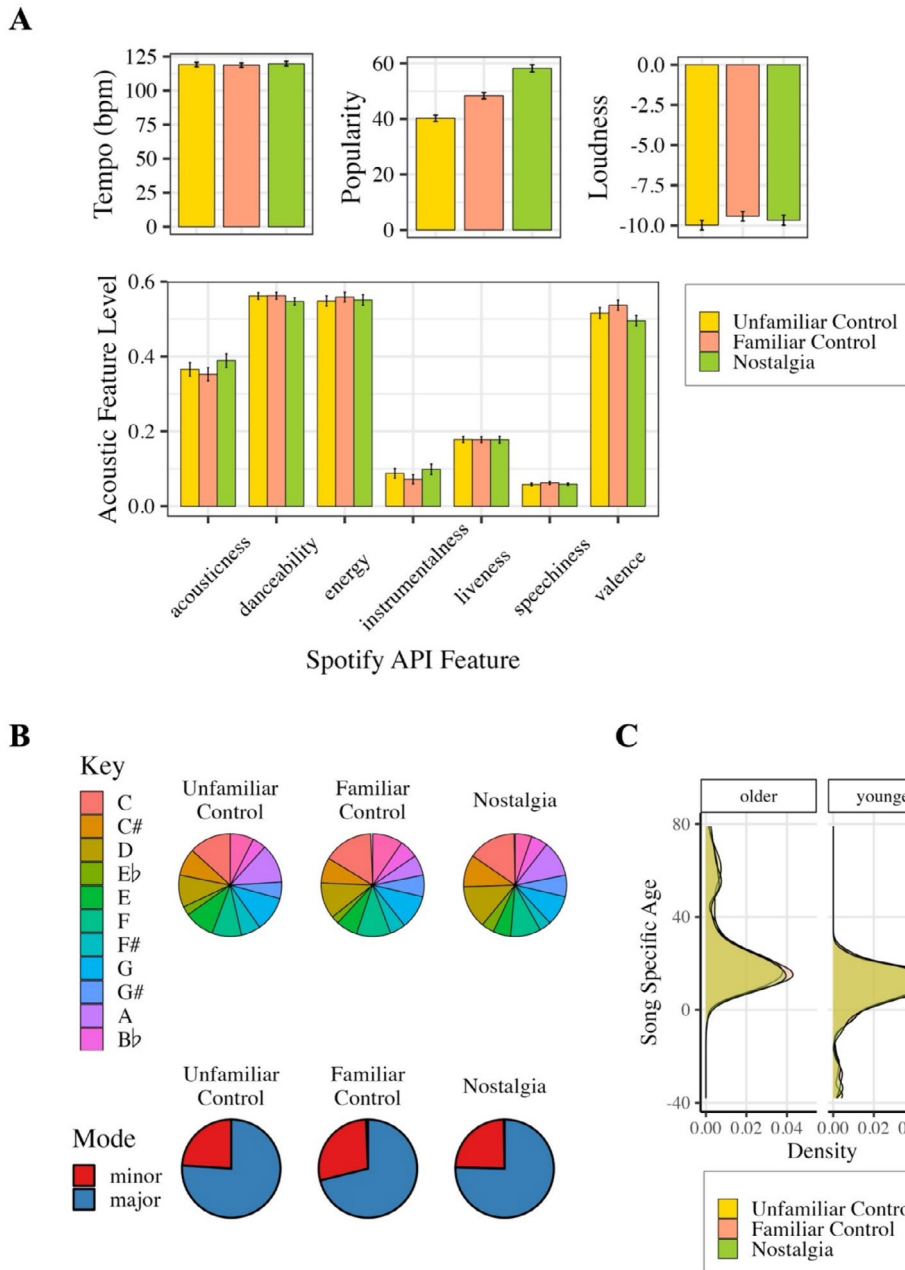 A
Tempo (bpm)
125
100
75
50
25
0
Popularity
60
40
20
0
Loudness
0.0
-2.5
-5.0
-7.5
-10.0
Acoustic Feature Level
0.6
0.4
0.2
0.0
acousticness
danceability
energy
instrumentalness
liveness
speechiness
valence
Spotify API Feature
Unfamiliar Control
Familiar Control
Nostalgia
B
Key
C
C#
D
E♭
E
F
F#
G
G#
A
B♭
Unfamiliar
Control
Familiar
Control
Nostalgia
Unfamiliar
Control
Familiar
Control
Nostalgia
Mode
minor
major
C
older
younge
Song Specific Age
80
40
0
-40
0.00 0.02 0.04
0.00 0.02 0.0
Density
Unfamiliar Contro
Familiar Control
Nostalgia